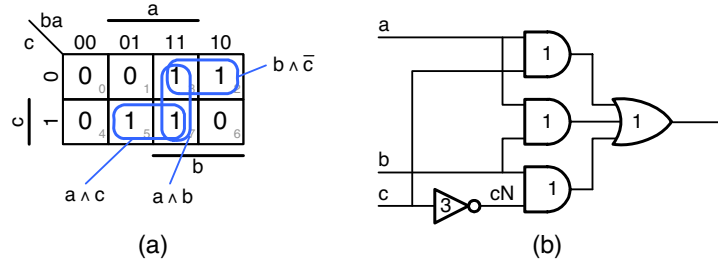 a
ba
c 00 01 11 10
0 0 0 0 1 1 3 1 2
b ∧ c̅
c 1 0 4 1 5 1 7 0 6
b
a ∧ c a ∧ b
(a)
a
1
1
1
b
c 3 cN 1
(b)